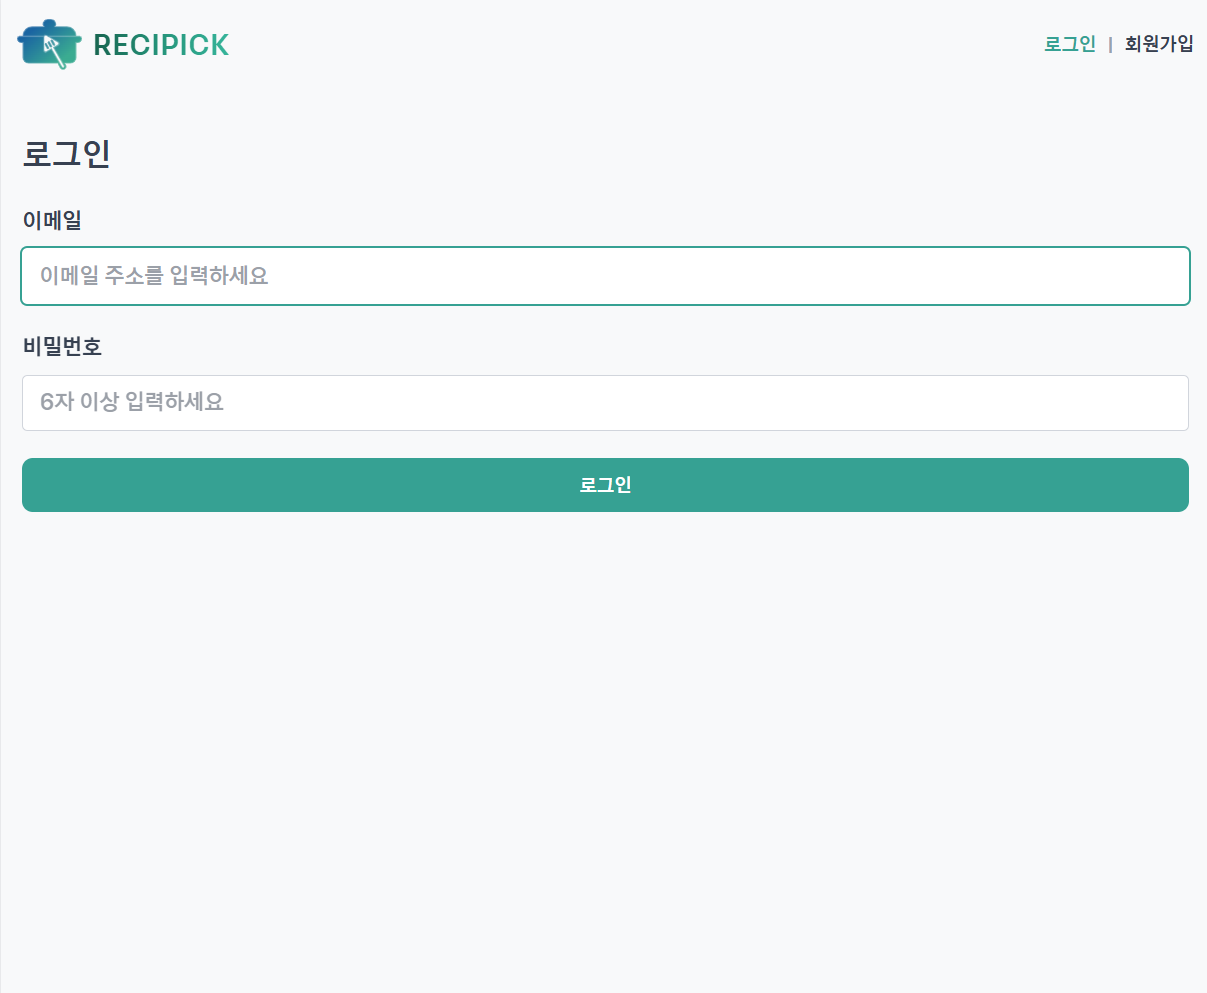 RECIPICK
로그인 | 회원가입
로그인
이메일
이메일 주소를 입력하세요
비밀번호
6자 이상 입력하세요
로그인